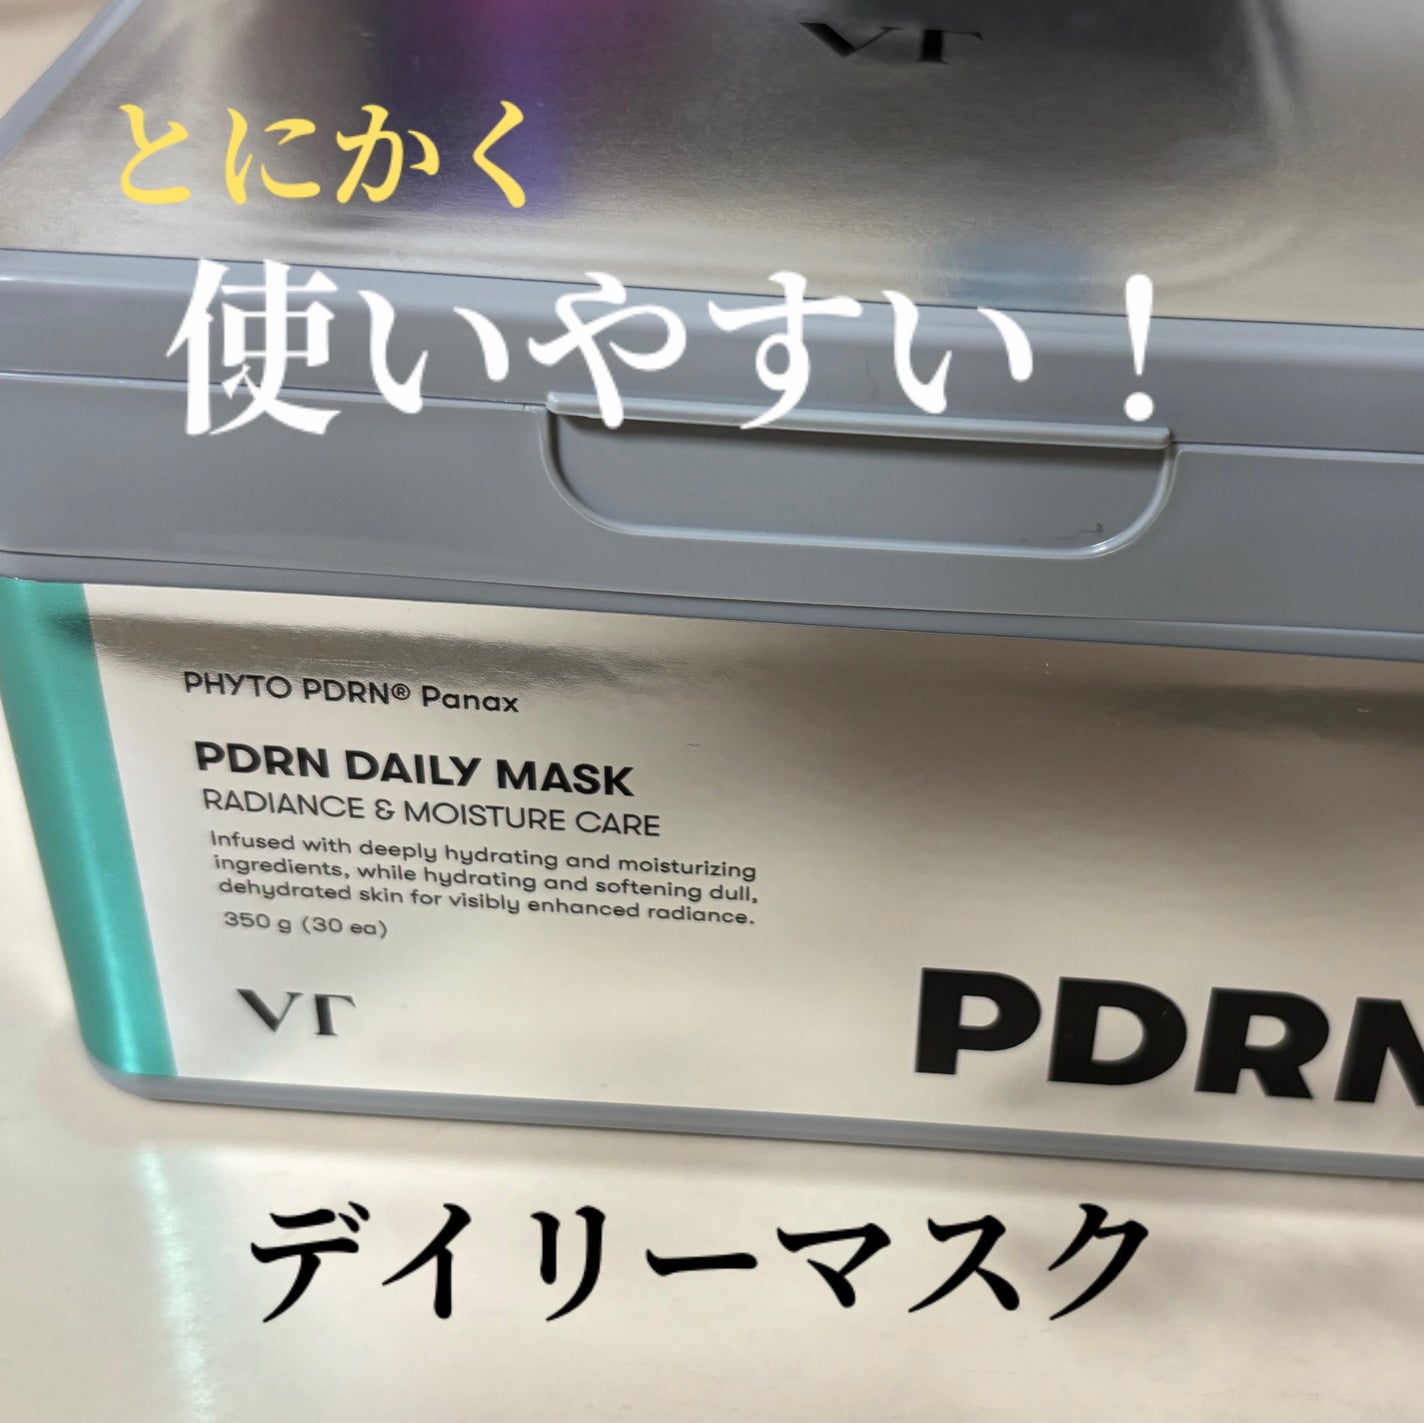 VT
とにかく
使いやすい！
PHYTO PDRN® Panax
PDRN DAILY MASK
RADIANCE & MOISTURE CARE
Infused with deeply hydrating and moisturizing
ingredients, while hydrating and softening dull,
dehydrated skin for visibly enhanced radiance.
350 g (30 ea)
VT
PDRN
デイリーマスク